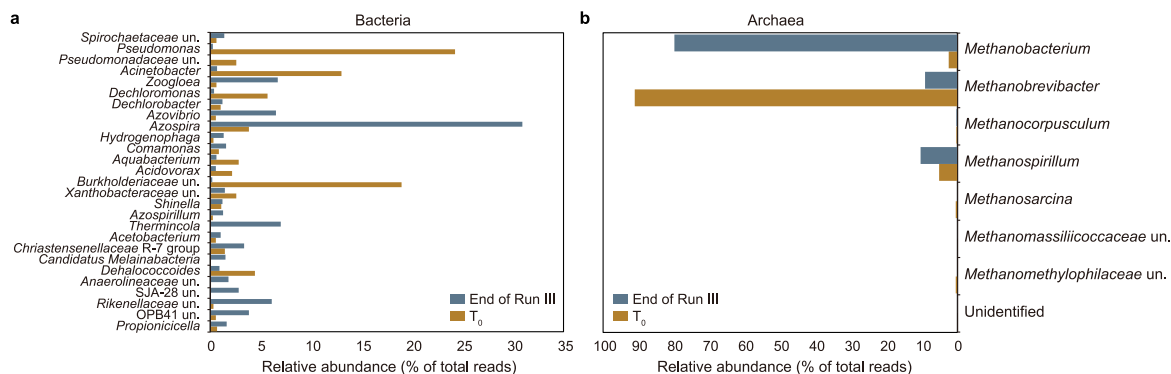 a
Bacteria
Spirochaetaceae un.
Pseudomonas
Pseudomonadaceae un.
Acinetobacter
Zoogloea
Dechloromonas
Dechlorobacter
Azovibrio
Azospira
Hydrogenophaga
Comamonas
Aquabacterium
Acidovorax
Burkholderiaceae un.
Xanthobacteraceae un.
Shinella
Azospirillum
Thermincola
Acetobacterium
Chriastensenellaceae R-7 group
Candidatus Melainabacteria
Dehalococcoides
Anaerolineaceae un.
SJA-28 un.
Rikenellaceae un.
OPB41 un.
Propionicicella
End of Run III
T0
0 5 10 15 20 25 30 35
Relative abundance (% of total reads)
b
Archaea
Methanobacterium
Methanobrevibacter
Methanocorpusculum
Methanospirillum
Methanosarcina
Methanomassiliicoccaceae un.
Methanomethylophilaceae un.
Unidentified
End of Run III
T0
100 90 80 70 60 50 40 30 20 10 0
Relative abundance (% of total reads)